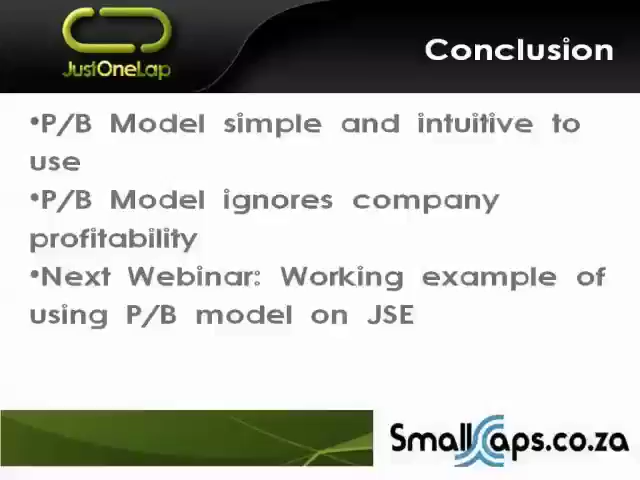 JustOneLap
Conclusion
•P/B Model simple and intuitive to
use
•P/B Model ignores company
profitability
•Next Webinar: Working example of
using P/B model on JSE
SmallCaps.co.za